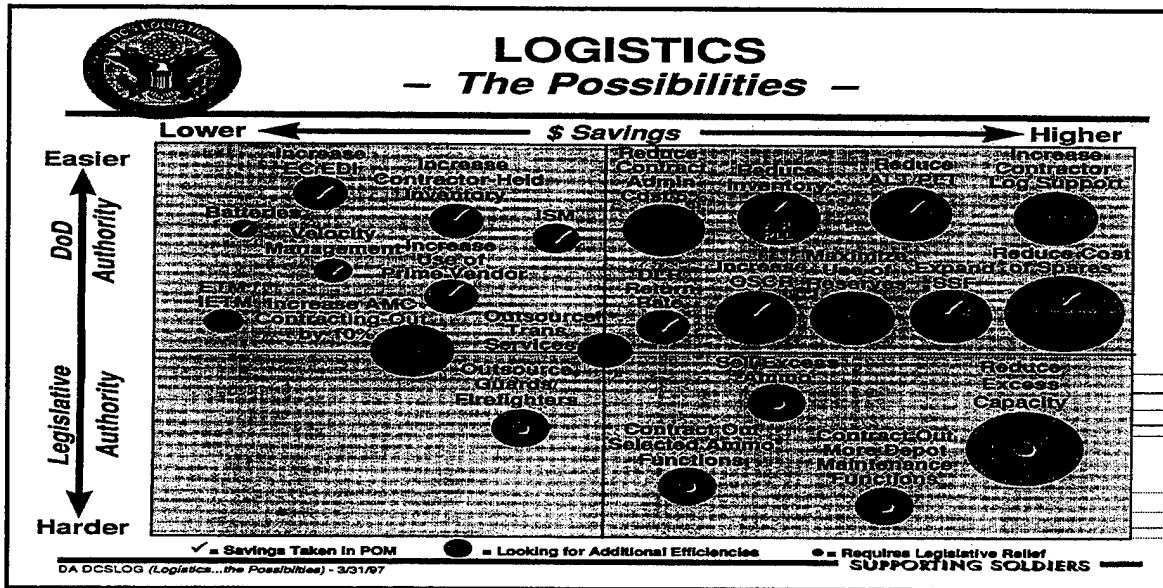 DCS LOGISTICS
LOGISTICS
– The Possibilities –
Lower
$ Savings
Higher
Easier
DoD
Authority
Legislative
Authority
Harder
Increase
EC/EDI
Increase
Contractor-Held
Inventory
Batteries
ISM
Velocity
Management
Increase
Use of
Prime Vendor
IETM
Increase AMC
Contracting-Out
by 10%
Outsource
Trans
Services
Outsource
Guards/
Firefighters
Reduce
Contract
Admin
Reduce
Inventory
Reduce
ALT/PLT
Increase
Contractor
Log Support
DLR
Return
Rate
Increase
OSCR
Maximize
Use of
Reserves
Expand
SSF
Reduce Cost
of Spares
Sell Excess
Reduce
Excess
Capacity
Contract Out
Selected Ammo
Functions
Contract Out
More Depot
Maintenance
Functions
✓ = Savings Taken in POM
= Looking for Additional Efficiencies
= Requires Legislative Relief
DA DCSLOG (Logistics...the Possibilities) - 3/31/97
SUPPORTING SOLDIERS